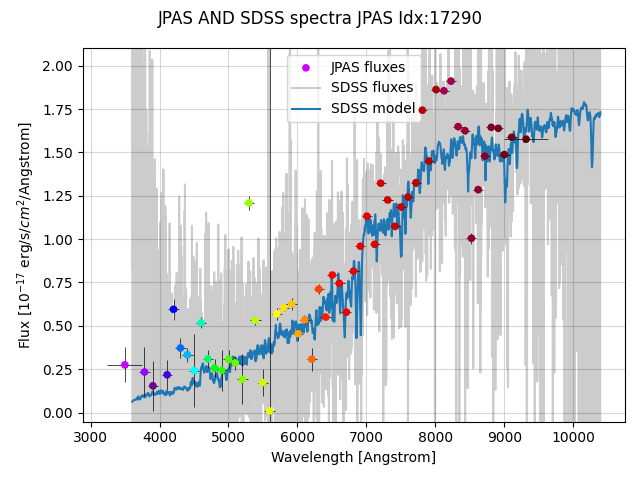 JPAS AND SDSS spectra JPAS Idx:17290
JPAS fluxes
SDSS fluxes
SDSS model
2.00
1.75
1.50
1.25
1.00
0.75
0.50
0.25
0.00
Flux [10⁻¹⁷ erg/s/cm²/Angstrom]
3000 4000 5000 6000 7000 8000 9000 10000
Wavelength [Angstrom]